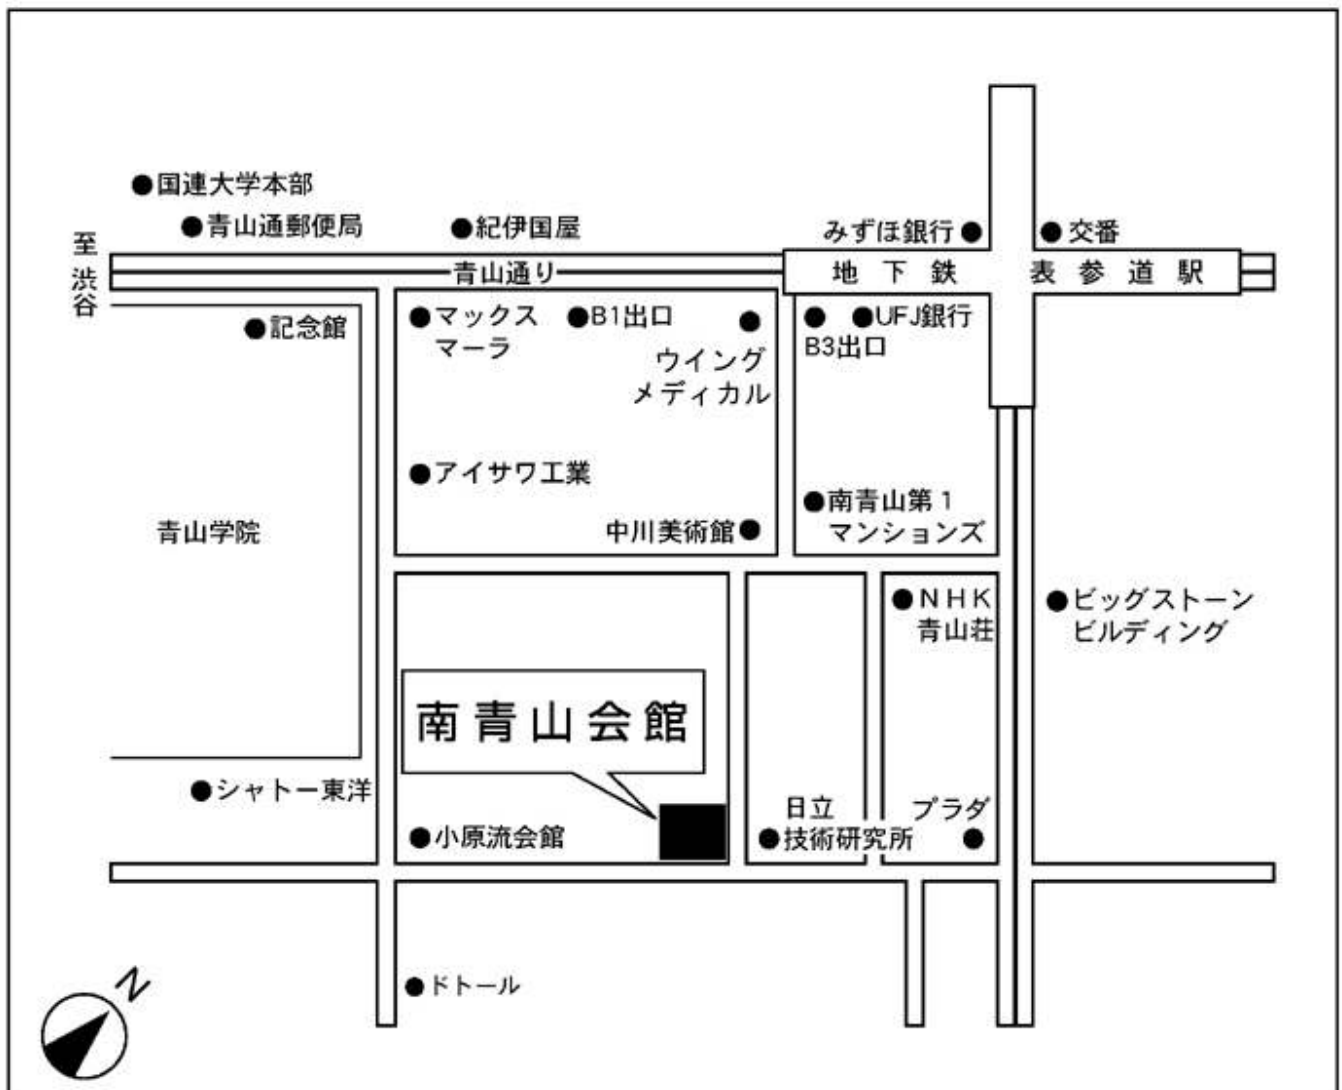 国連大学本部
青山通郵便局
紀伊国屋
みずほ銀行
交番
至渋谷
青山通り
地下鉄 表参道駅
記念館
マックス
マーラ
B1出口
ウイング
メディカル
UFJ銀行
B3出口
アイサワ工業
南青山第1
マンションズ
青山学院
中川美術館
NHK
青山荘
ビッグストーン
ビルディング
南青山会館
シャトー東洋
小原流会館
日立
技術研究所
プラダ
ドトール
N